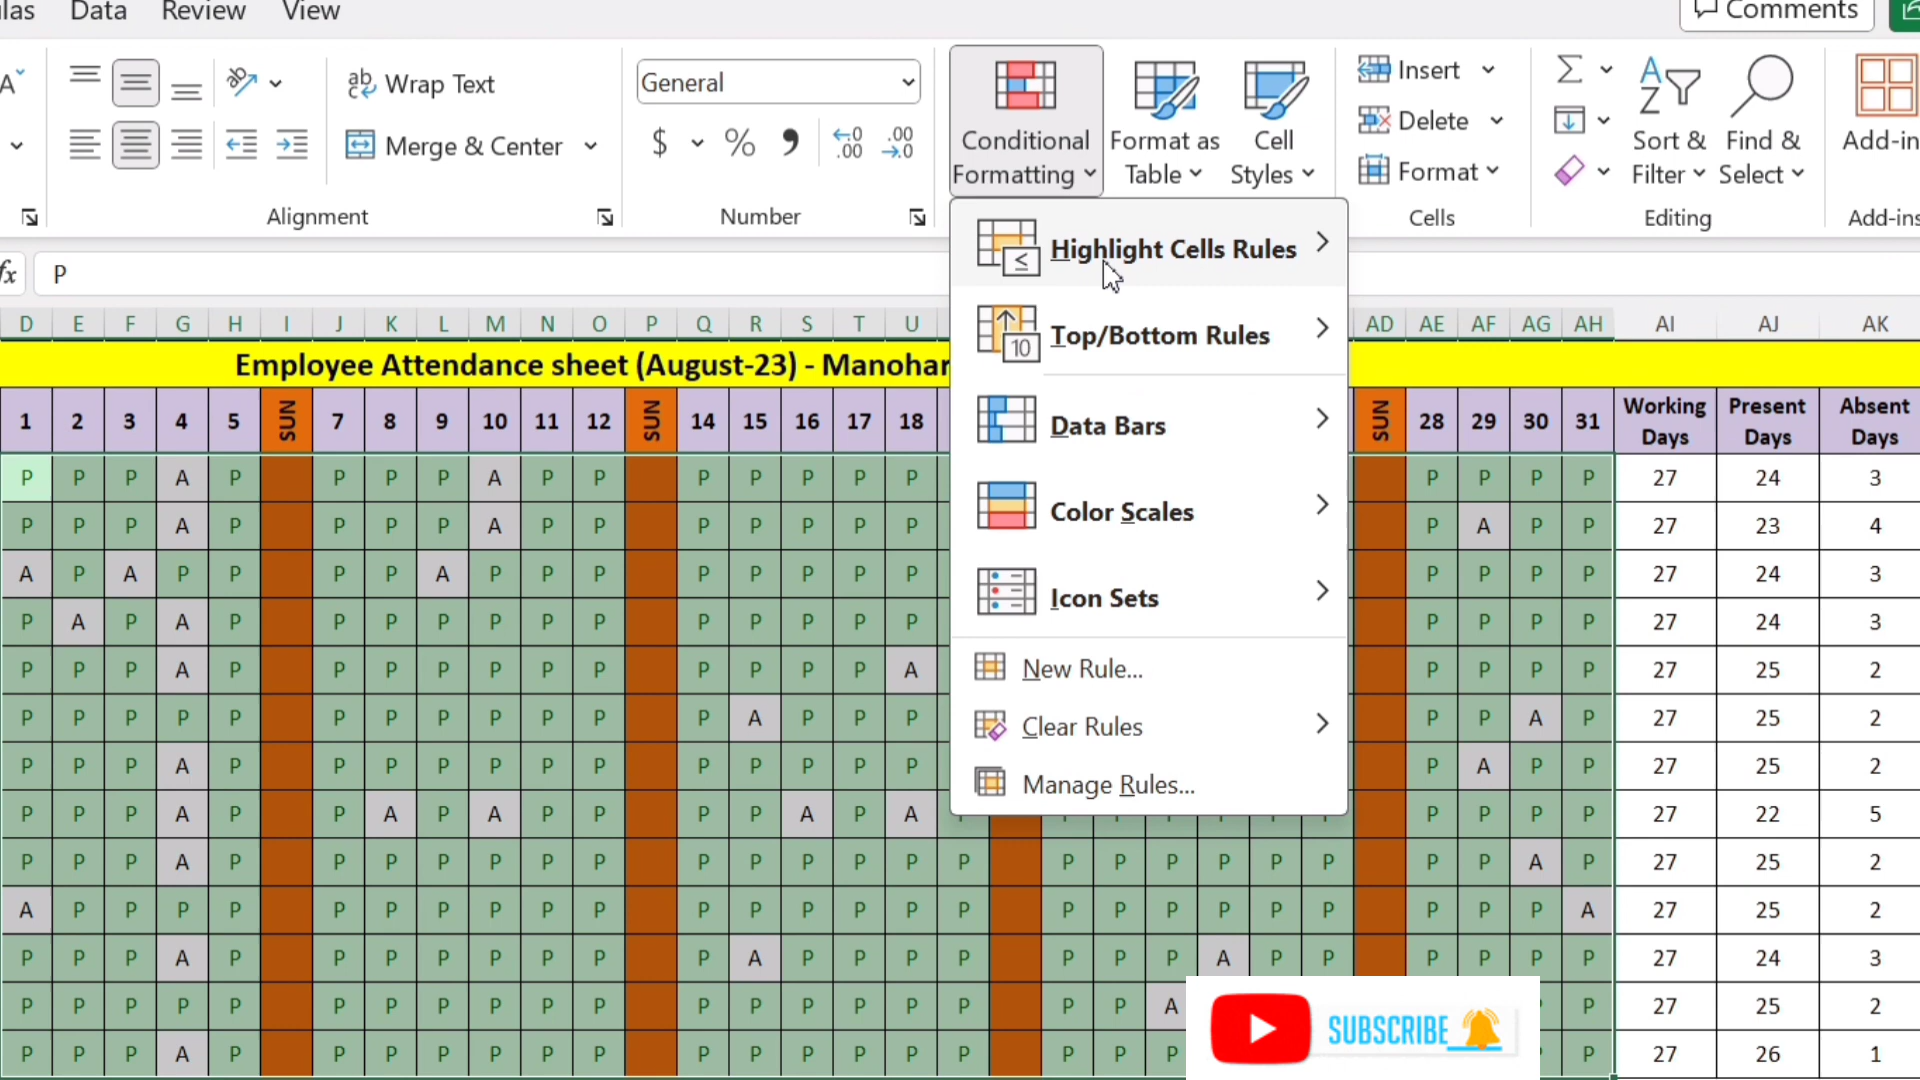 las Data Review View Comments
A
ab Wrap Text General Insert Σ A Z
Merge & Center $ % , .00 .00 Conditional Formatting Format as Table Cell Styles Delete Sort & Filter Find & Select Add-in
Format
Alignment Number Cells Editing Add-ins
fx P
D E F G H I J K L M N O P Q R S T U AD AE AF AG AH AI AJ AK
Employee Attendance sheet (August-23) - Manohar
1 2 3 4 5 SUN 7 8 9 10 11 12 SUN 14 15 16 17 18 SUN 28 29 30 31 Working Days Present Days Absent Days
P P P A P P P P A P P P P P P P P P P P 27 24 3
P P P A P P P P A P P P P P P P P A P P 27 23 4
A P A P P P P A P P P P P P P P P P P P 27 24 3
P A P A P P P P P P P P P P P P P P P P 27 24 3
P P P A P P P P P P P P P P P A P P P P 27 25 2
P P P P P P P P P P P P A P P P P P A P 27 25 2
P P P A P P P P P P P P P P P P P A P P 27 25 2
P P P A P P A P A P P P P A P A P P P P 27 22 5
P P P A P P P P P P P P P P P P P P P P P P P P P P A P 27 25 2
A P P P P P P P P P P P P P P P P P P P P P P P P P P A 27 25 2
P P P A P P P P P P P P A P P P P P P P A P P P P P P 27 24 3
P P P P P P P P P P P P P P P P P P P A P P 27 25 2
P P P A P P P P P P P P P P P P P P P P P 27 26 1
Highlight Cells Rules
Top/Bottom Rules
10
Data Bars
Color Scales
Icon Sets
New Rule...
Clear Rules
Manage Rules...
SUBSCRIBE